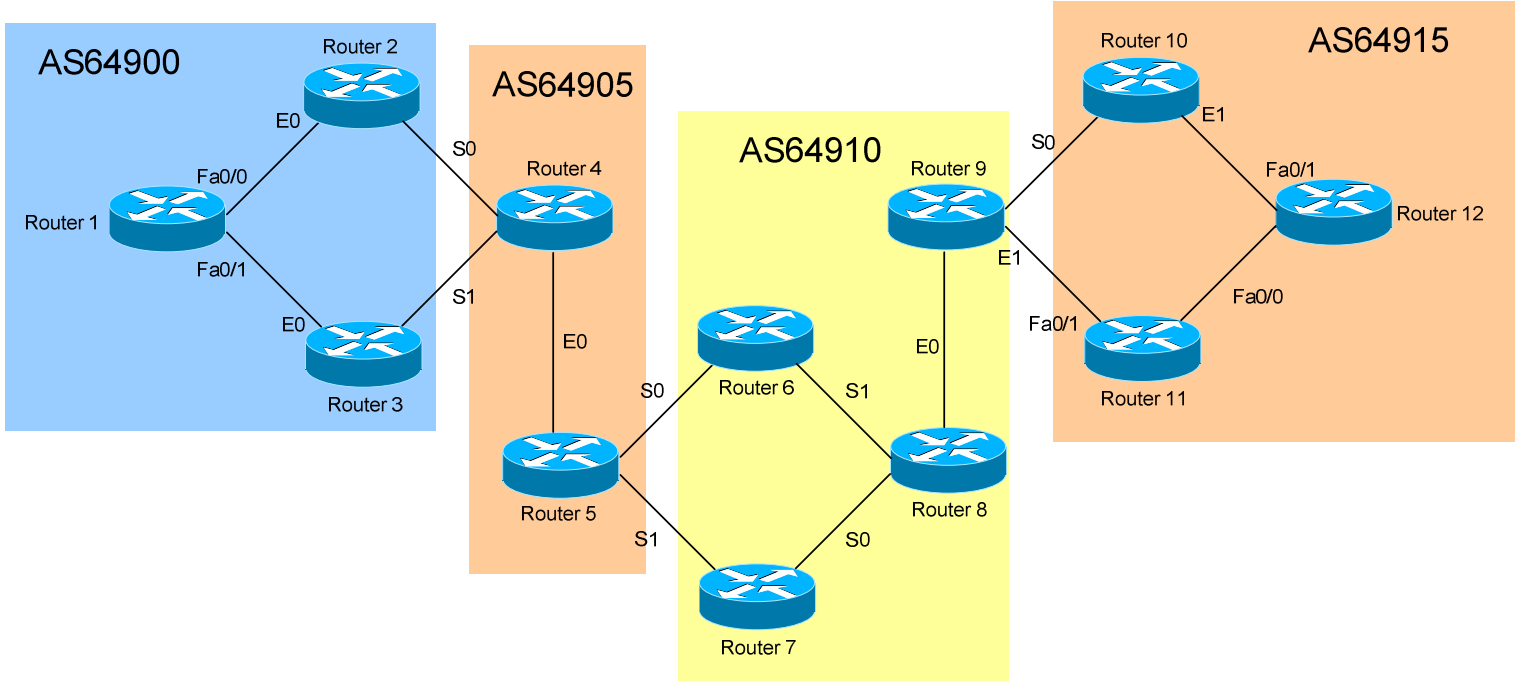 AS64900
Router 2
E0
Fa0/0
Router 1
Fa0/1
E0
Router 3
S0
S1
AS64905
Router 4
E0
Router 5
S0
S1
AS64910
Router 6
S1
Router 7
S0
Router 8
E0
Router 9
S0
E1
Fa0/1
AS64915
Router 10
E1
Fa0/1
Router 12
Fa0/0
Router 11